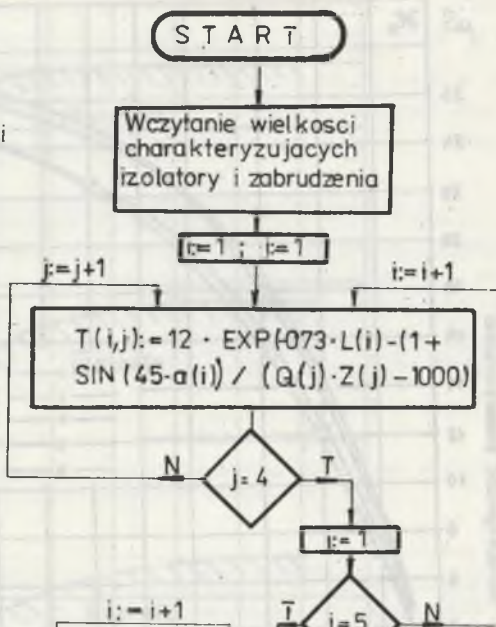 START
i
Wczytanie wielkosci
charakteryzujacych
izolatory i zabrudzenia
i:=1 ; i:=1
j:=j+1
i:=i+1
T(i,j):=12 · EXP(-073·L(i)-(1+
SIN(45-α(i)) / (Q(j)·Z(j)-1000)
N
j=4
T
i:=1
i:=i+1
T
i=5
N